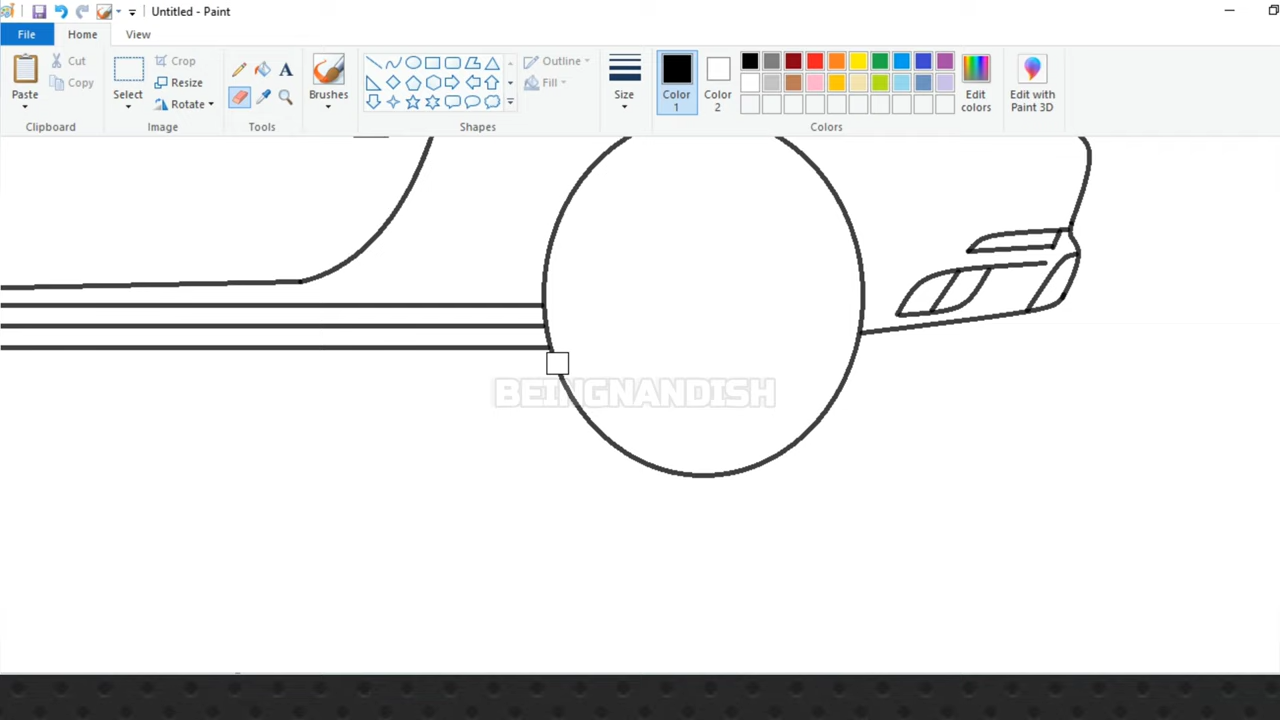 Untitled - Paint
File Home View
Paste
Cut
Copy
Clipboard
Select
Crop
Resize
Rotate
Image
A
Tools
Brushes
Outline
Fill
Shapes
Size
Color 1
Color 2
Edit colors
Colors
Edit with Paint 3D
BEINGNANDISH